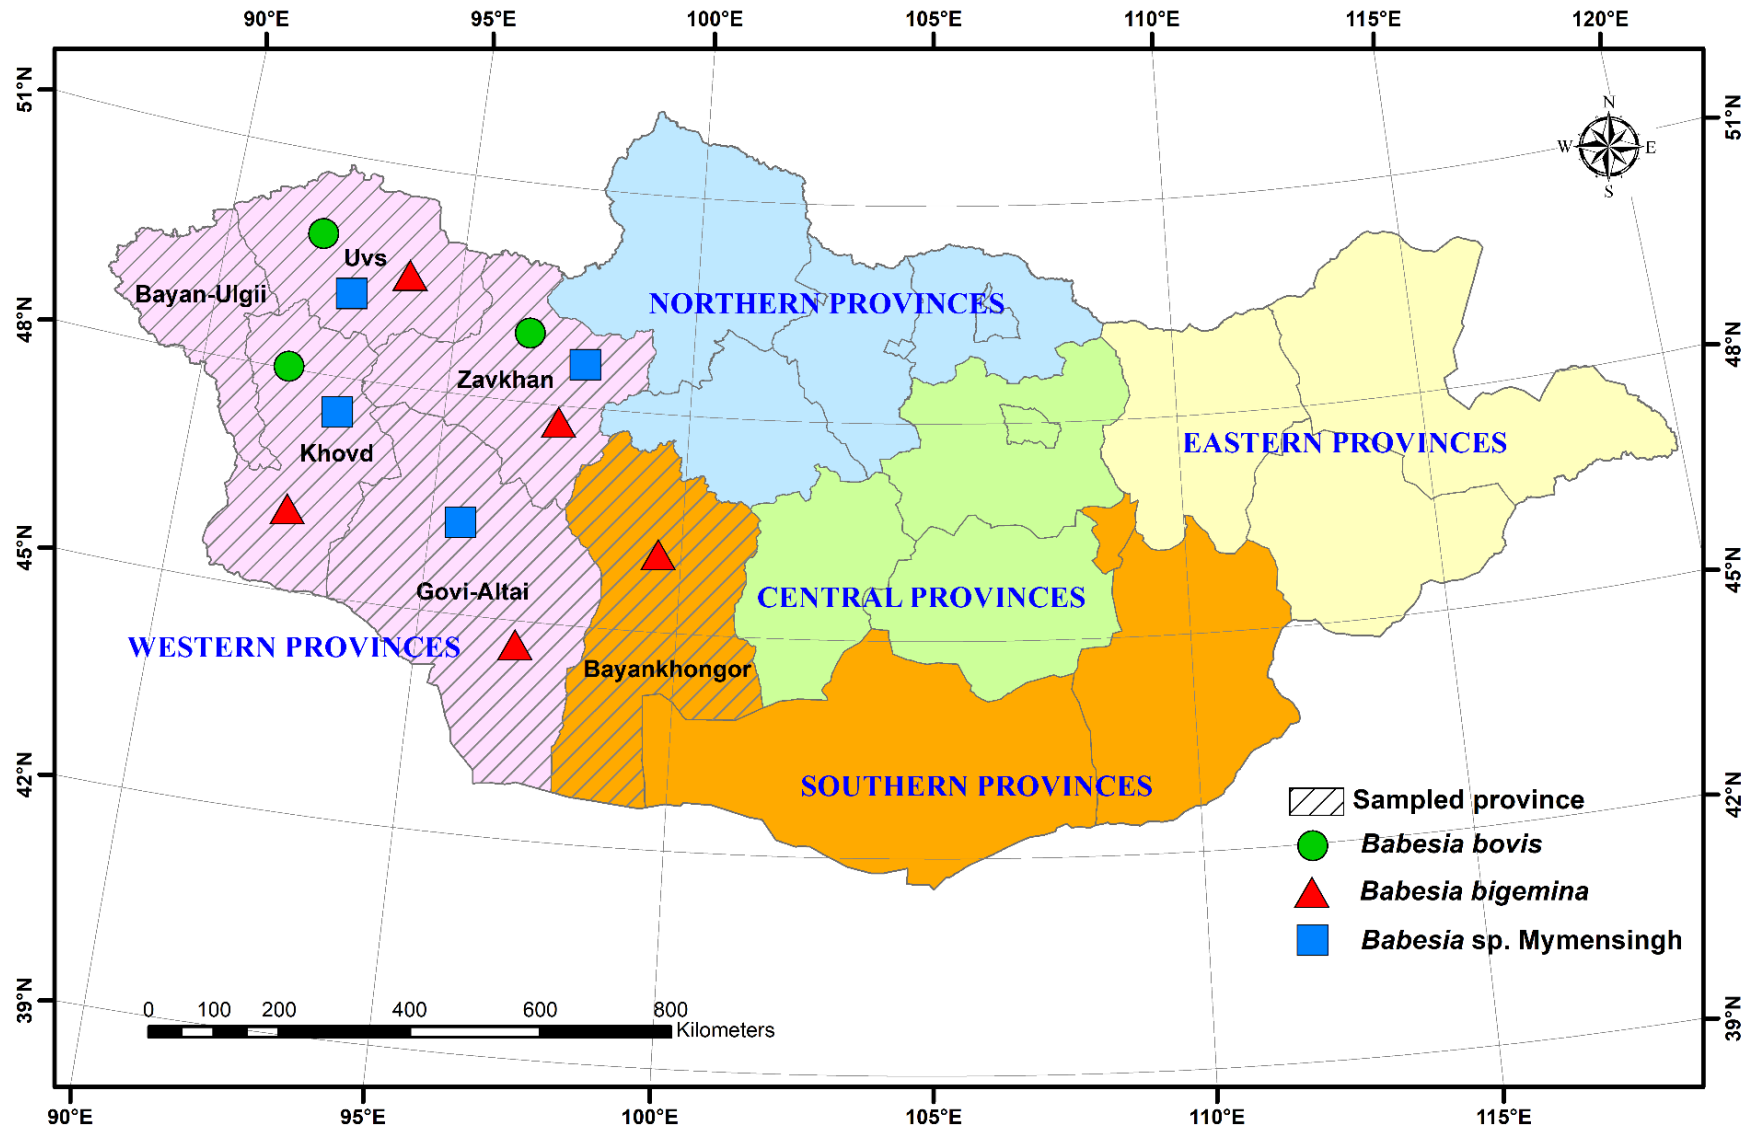 90°E 95°E 100°E 105°E 110°E 115°E 120°E
51°N
51°N
N
W E
S
Uvs
Bayan-Ulgii
NORTHERN PROVINCES
48°N
48°N
Zavkhan
EASTERN PROVINCES
Khovd
45°N
45°N
Govi-Altai
CENTRAL PROVINCES
WESTERN PROVINCES
Bayankhongor
SOUTHERN PROVINCES
42°N
42°N
Sampled province
Babesia bovis
Babesia bigemina
Babesia sp. Mymensingh
39°N
39°N
0 100 200 400 600 800
Kilometers
90°E 95°E 100°E 105°E 110°E 115°E